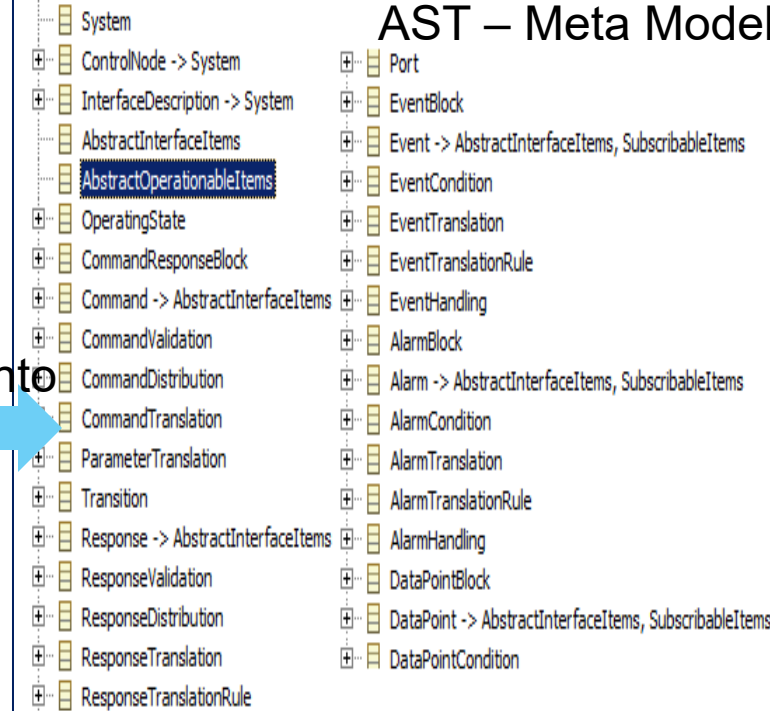 AST – Meta Model
System
ControlNode -> System
InterfaceDescription -> System
AbstractInterfaceItems
AbstractOperationableItems
OperatingState
CommandResponseBlock
Command -> AbstractInterfaceItems
CommandValidation
nto
CommandDistribution
CommandTranslation
ParameterTranslation
Transition
Response -> AbstractInterfaceItems
ResponseValidation
ResponseDistribution
ResponseTranslation
ResponseTranslationRule
Port
EventBlock
Event -> AbstractInterfaceItems, SubscribableItems
EventCondition
EventTranslation
EventTranslationRule
EventHandling
AlarmBlock
Alarm -> AbstractInterfaceItems, SubscribableItems
AlarmCondition
AlarmTranslation
AlarmTranslationRule
AlarmHandling
DataPointBlock
DataPoint -> AbstractInterfaceItems, SubscribableItems
DataPointCondition